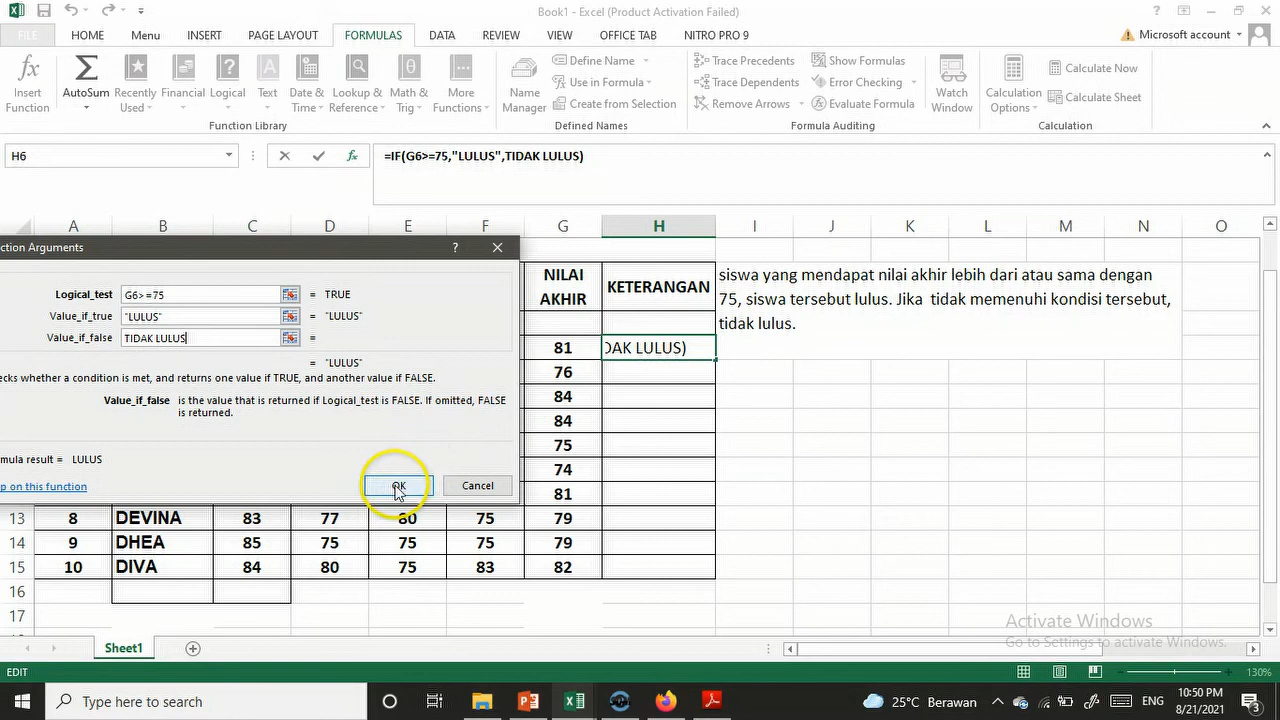 Book1 - Excel (Product Activation Failed)
FILE HOME Menu INSERT PAGE LAYOUT FORMULAS DATA REVIEW VIEW OFFICE TAB NITRO PRO 9 Microsoft account
Insert Function
AutoSum
Recently Used
Financial
Logical
Text
Date & Time
Lookup & Reference
Math & Trig
More Functions
Name Manager
Define Name
Use in Formula
Create from Selection
Trace Precedents
Trace Dependents
Remove Arrows
Show Formulas
Error Checking
Evaluate Formula
Watch Window
Calculation Options
Calculate Now
Calculate Sheet
Function Library Defined Names Formula Auditing Calculation
H6 fx =IF(G6>=75,"LULUS",TIDAK LULUS)
A B C D E F G H I J K L M N O
ction Arguments ?
Logical_test G6>=75 = TRUE
Value_if_true "LULUS" = "LULUS"
Value_if_false TIDAK LULUS =
= "LULUS"
ecks whether a condition is met, and returns one value if TRUE, and another value if FALSE.
Value_if_false is the value that is returned if Logical_test is FALSE. If omitted, FALSE
is returned.
mula result = LULUS
p on this function
OK Cancel
NILAI
AKHIR
KETERANGAN
siswa yang mendapat nilai akhir lebih dari atau sama dengan
75, siswa tersebut lulus. Jika tidak memenuhi kondisi tersebut,
tidak lulus.
81 DAK LULUS)
76
84
84
75
74
81
13 8 DEVINA 83 77 80 75 79
14 9 DHEA 85 75 75 75 79
15 10 DIVA 84 80 75 83 82
16
17
Activate Windows
Go to Settings to activate Windows.
Sheet1
EDIT 130%
Type here to search
25°C Berawan
ENG
10:50 PM
8/21/2021
3